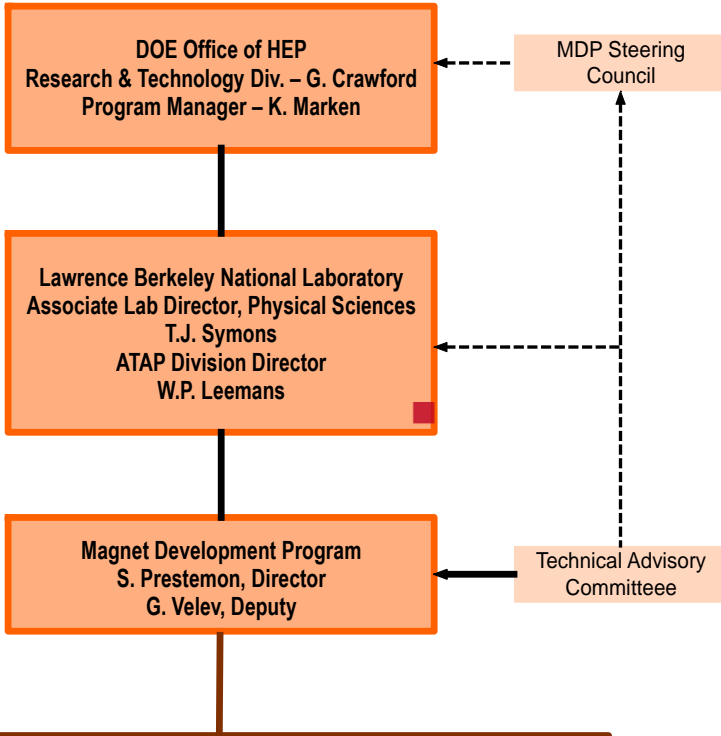 DOE Office of HEP
Research & Technology Div. – G. Crawford
Program Manager – K. Marken
MDP Steering
Council
Lawrence Berkeley National Laboratory
Associate Lab Director, Physical Sciences
T.J. Symons
ATAP Division Director
W.P. Leemans
Magnet Development Program
S. Prestemon, Director
G. Velev, Deputy
Technical Advisory
Committeee